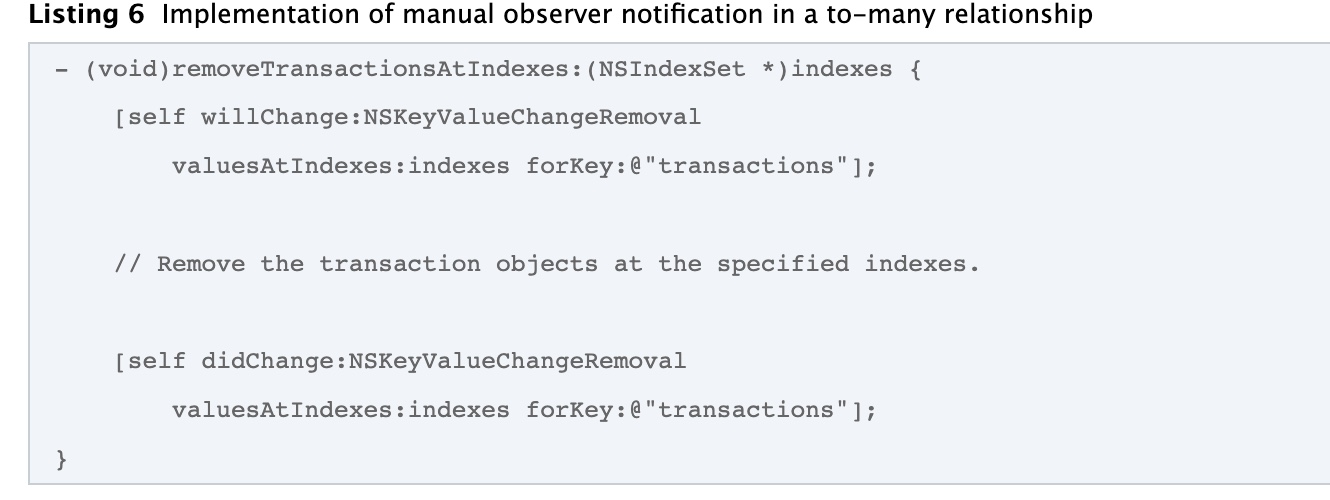 Listing 6 Implementation of manual observer notification in a to-many relationship
- (void)removeTransactionsAtIndexes:(NSIndexSet *)indexes {
[self willChange:NSKeyValueChangeRemoval
valuesAtIndexes:indexes forKey:@"transactions"];
// Remove the transaction objects at the specified indexes.
[self didChange:NSKeyValueChangeRemoval
valuesAtIndexes:indexes forKey:@"transactions"];
}